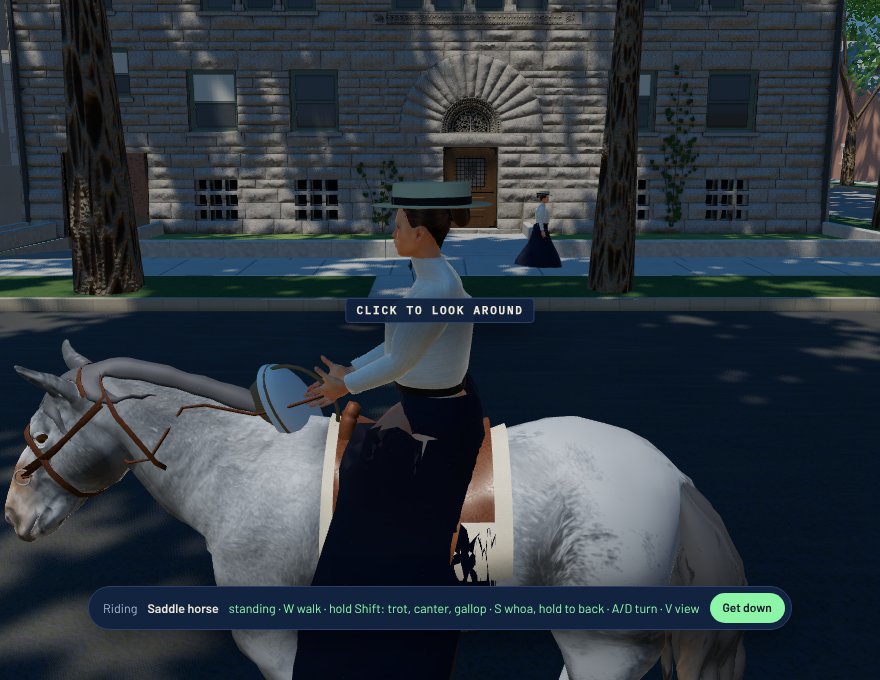 CLICK TO LOOK AROUND
Riding Saddle horse standing · W walk · hold Shift: trot, canter, gallop · S whoa, hold to back · A/D turn · V view Get down